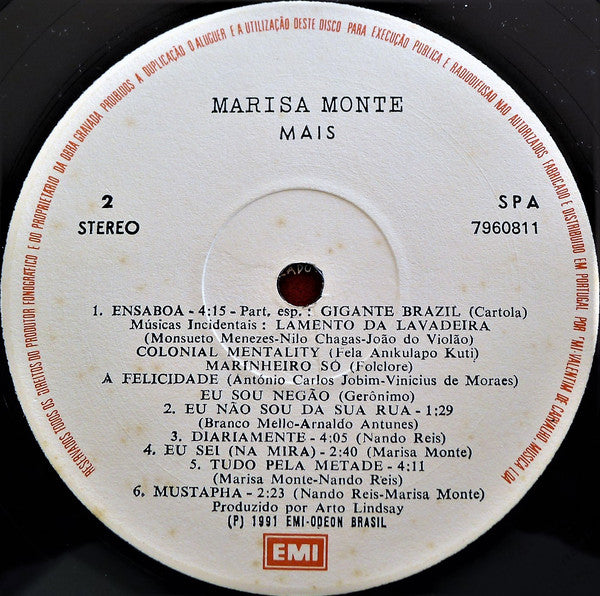 RESERVADOS TODOS OS DIREITOS DO PRODUTOR FONOGRÁFICO E DO PROPRIETÁRIO DA OBRA GRAVADA PROIBIDOS A DUPLICAÇÃO O ALUGUER E A UTILIZAÇÃO DESTE DISCO PARA EXECUÇÃO PUBLICA E RADIODIFUSÃO NAO AUTORIZADOS FABRICADO E DISTRIBUIDO EM PORTUGAL POR EMI-VALENTIM DE CARVALHO, MUSICA LDA
MARISA MONTE
MAIS
2
STEREO
SPA
7960811
1. ENSABOA - 4:15 - Part. esp.: GIGANTE BRAZIL (Cartola)
Músicas Incidentais: LAMENTO DA LAVADEIRA
(Monsueto Menezes-Nilo Chagas-João do Violão)
COLONIAL MENTALITY (Fela Anikulapo Kuti)
MARINHEIRO SÓ (Folclore)
A FELICIDADE (António Carlos Jobim-Vinicius de Moraes)
EU SOU NEGÃO (Gerônimo)
2. EU NÃO SOU DA SUA RUA - 1:29
(Branco Mello-Arnaldo Antunes)
3. DIARIAMENTE - 4:05 (Nando Reis)
4. EU SEI (NA MIRA) - 2:40 (Marisa Monte)
5. TUDO PELA METADE - 4:11
(Marisa Monte-Nando Reis)
6. MUSTAPHA - 2:23 (Nando Reis-Marisa Monte)
Produzido por Arto Lindsay
(P) 1991 EMI-ODEON BRASIL
EMI